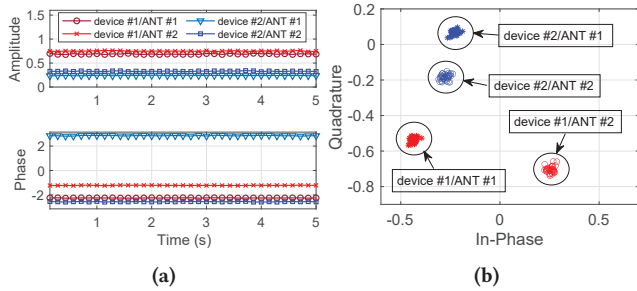 (a)
device #1/ANT #1
device #2/ANT #1
device #1/ANT #2
device #2/ANT #2
Amplitude
1.5
1
0.5
0
1
2
3
4
5
Phase
2
0
-2
1
2
3
4
5
Time (s)
(a)
(b)
Quadrature
0.2
0
-0.2
-0.4
-0.6
-0.8
device #2/ANT #1
device #2/ANT #2
device #1/ANT #2
device #1/ANT #1
-0.5
0
0.5
In-Phase
(b)